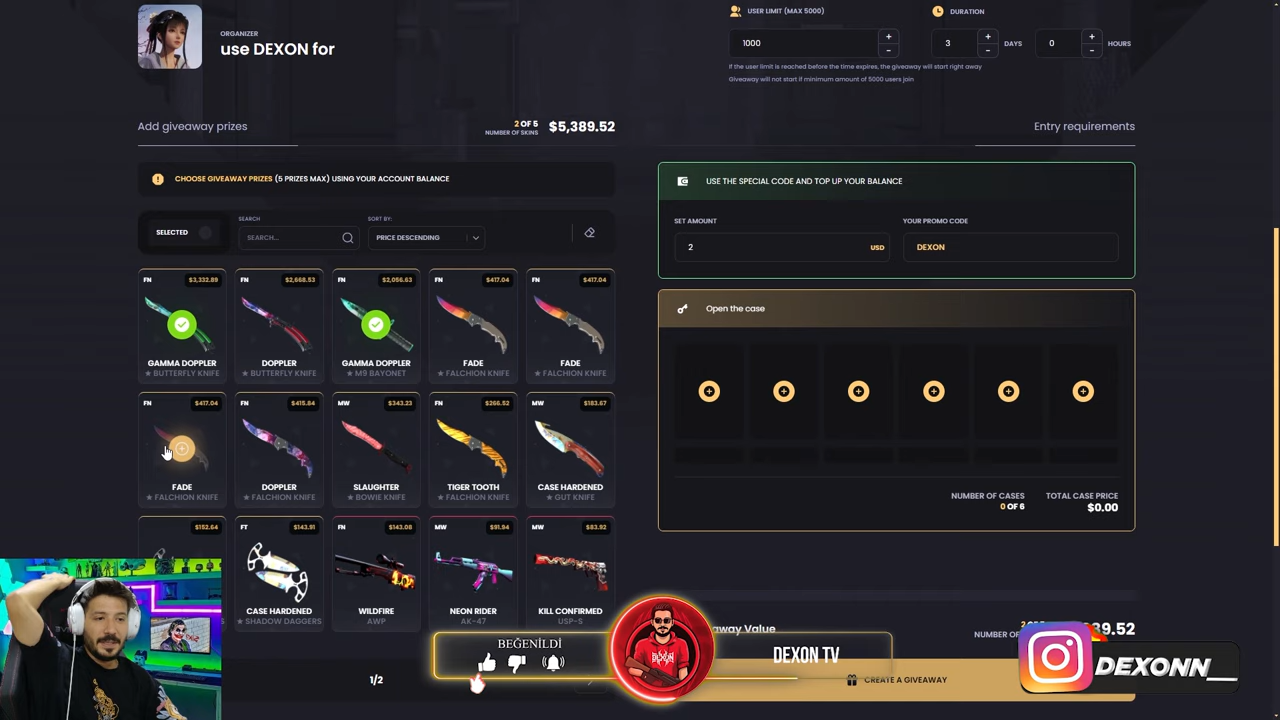 ORGANIZER
use DEXON for
USER LIMIT (MAX 5000)
1000
+
-
DURATION
3
+
-
DAYS
0
+
-
HOURS
If the user limit is reached before the time expires, the giveaway will start right away
Giveaway will not start if minimum amount of 5000 users join
Add giveaway prizes
2 OF 5
NUMBER OF SKINS
$5,389.52
Entry requirements
CHOOSE GIVEAWAY PRIZES (5 PRIZES MAX) USING YOUR ACCOUNT BALANCE
SELECTED
SEARCH
SEARCH...
SORT BY:
PRICE DESCENDING
USE THE SPECIAL CODE AND TOP UP YOUR BALANCE
SET AMOUNT
2
USD
YOUR PROMO CODE
DEXON
FN $3,332.89
GAMMA DOPPLER
★ BUTTERFLY KNIFE
FN $2,668.53
DOPPLER
★ BUTTERFLY KNIFE
FN $2,056.63
GAMMA DOPPLER
★ M9 BAYONET
FN $417.04
FADE
★ FALCHION KNIFE
FN $417.04
FADE
★ FALCHION KNIFE
FN $417.04
FADE
★ FALCHION KNIFE
FN $415.84
DOPPLER
★ FALCHION KNIFE
MW $343.23
SLAUGHTER
★ BOWIE KNIFE
FN $266.52
TIGER TOOTH
★ FALCHION KNIFE
MW $183.67
CASE HARDENED
★ GUT KNIFE
$152.64
FT $143.91
CASE HARDENED
★ SHADOW DAGGERS
FN $143.08
WILDFIRE
AWP
MW $91.94
NEON RIDER
AK-47
MW $83.92
KILL CONFIRMED
USP-S
Open the case
NUMBER OF CASES
0 OF 6
TOTAL CASE PRICE
$0.00
away Value
NUMBER OF
39.52
1/2
CREATE A GIVEAWAY
BEĞENİLDİ
DEXON TV
DEXONN__